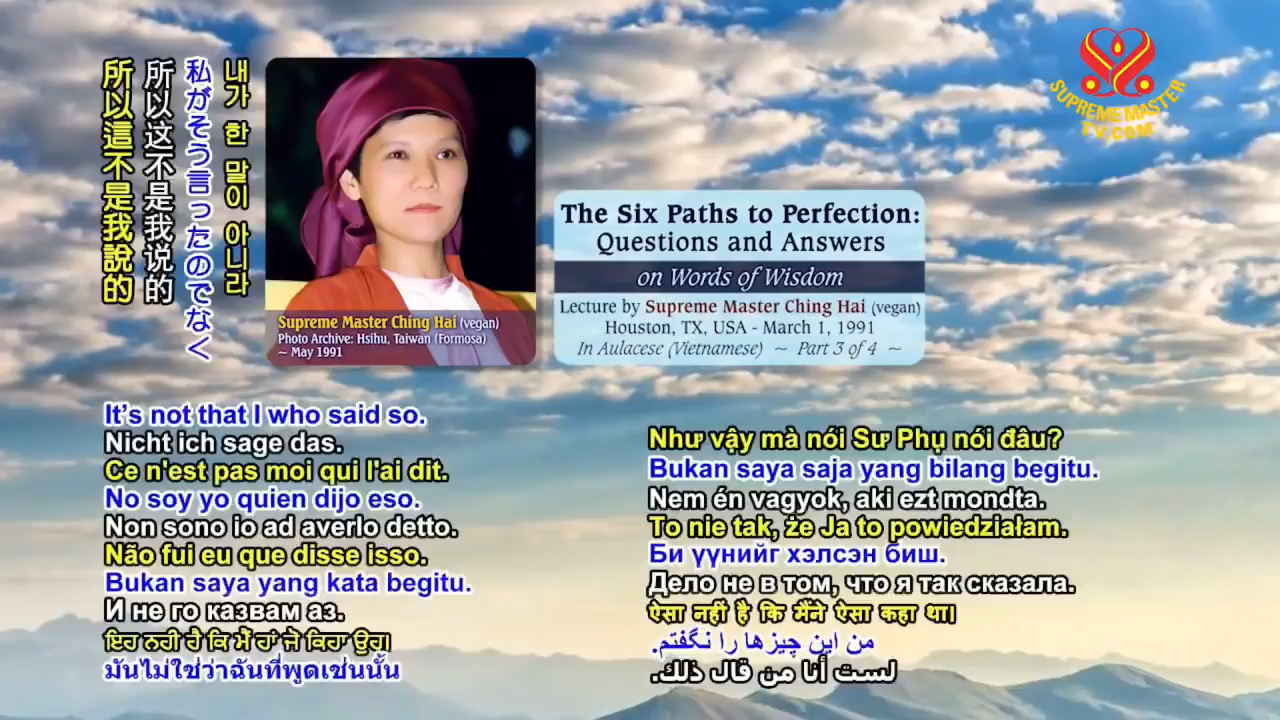 所以這不是我說的
所以这不是我说的
私がそう言ったのでなく
내가 한 말이 아니라
SUPREME MASTER
TV.COM
Supreme Master Ching Hai (vegan)
Photo Archive: Hsihu, Taiwan (Formosa)
~ May 1991
The Six Paths to Perfection:
Questions and Answers
on Words of Wisdom
Lecture by Supreme Master Ching Hai (vegan)
Houston, TX, USA - March 1, 1991
In Aulacese (Vietnamese) ~ Part 3 of 4 ~
It’s not that I who said so.
Nicht ich sage das.
Ce n'est pas moi qui l'ai dit.
No soy yo quien dijo eso.
Non sono io ad averlo detto.
Não fui eu que disse isso.
Bukan saya yang kata begitu.
И не го казвам аз.
ਇਹ ਨਹੀ ਹੈ ਕਿ ਮੈਂ ਹਾਂ ਜੋ ਕਿਹਾ ਉਹ।
มันไม่ใช่ว่าฉันที่พูดเช่นนั้น
Như vậy mà nói Sư Phụ nói đâu?
Bukan saya saja yang bilang begitu.
Nem én vagyok, aki ezt mondta.
To nie tak, że Ja to powiedziałam.
Би үүнийг хэлсэн биш.
Дело не в том, что я так сказала.
ऐसा नहीं है कि मैंने ऐसा कहा था।
من این چیزها را نگفتم.
لست أنا من قال ذلك.